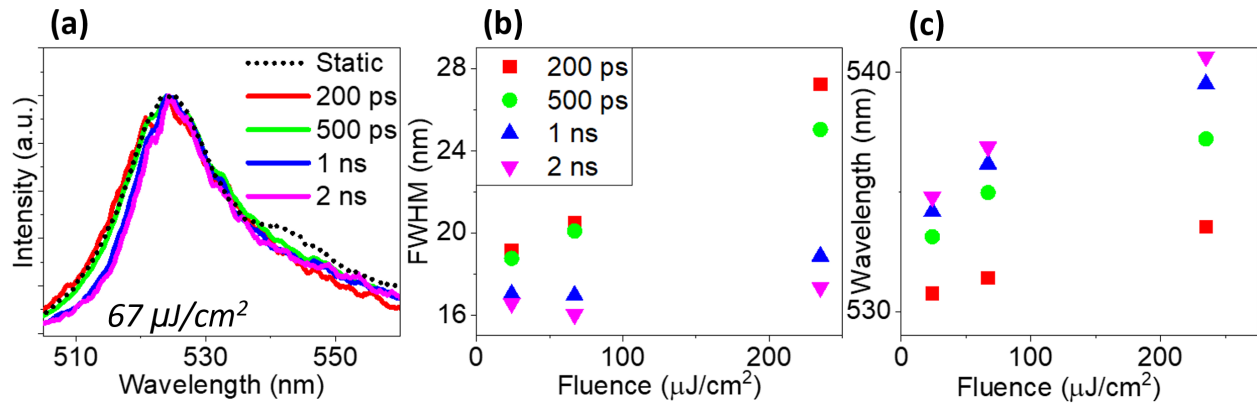 (a)
Intensity (a.u.)
Static
200 ps
500 ps
1 ns
2 ns
67 µJ/cm²
510
530
550
Wavelength (nm)
(b)
FWHM (nm)
28
24
20
16
200 ps
500 ps
1 ns
2 ns
0
100
200
Fluence (μJ/cm²)
(c)
Wavelength (nm)
540
530
0
100
200
Fluence (μJ/cm²)